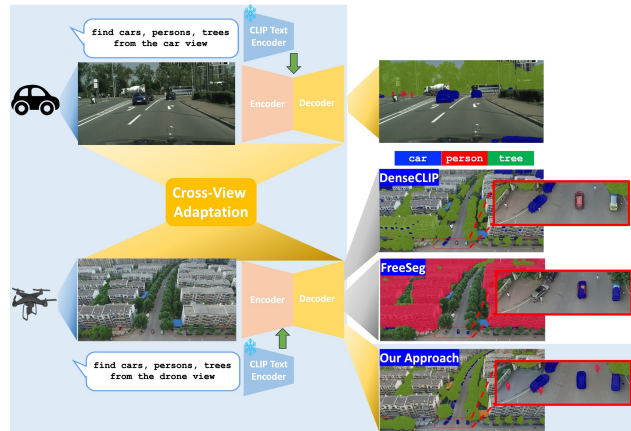 find cars, persons, trees
from the car view
CLIP Text
Encoder
Encoder
Decoder
car
person
tree
Cross-View
Adaptation
DenseCLIP
FreeSeg
Encoder
Decoder
Our Approach
find cars, persons, trees
from the drone view
CLIP Text
Encoder